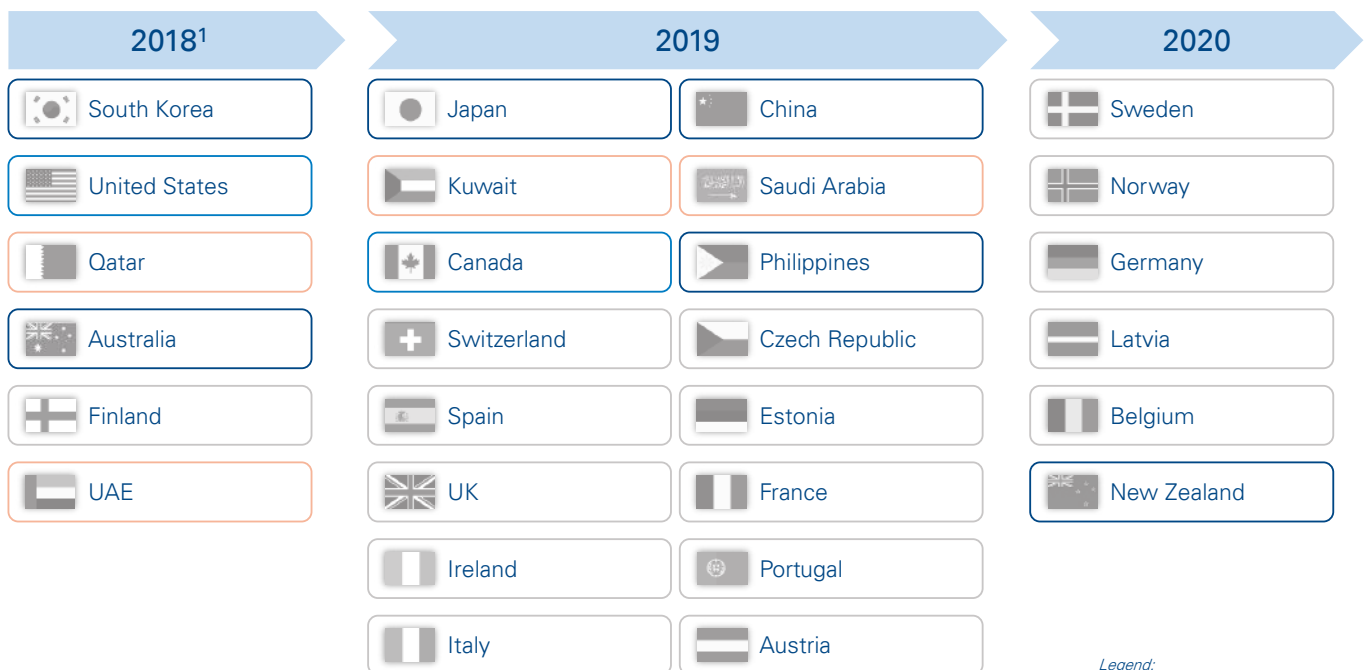 2018¹
2019
2020
South Korea
Japan
China
Sweden
United States
Kuwait
Saudi Arabia
Norway
Qatar
Canada
Philippines
Germany
Australia
Switzerland
Czech Republic
Latvia
Finland
Spain
Estonia
Belgium
UAE
UK
France
New Zealand
Ireland
Portugal
Italy
Austria
Legend: